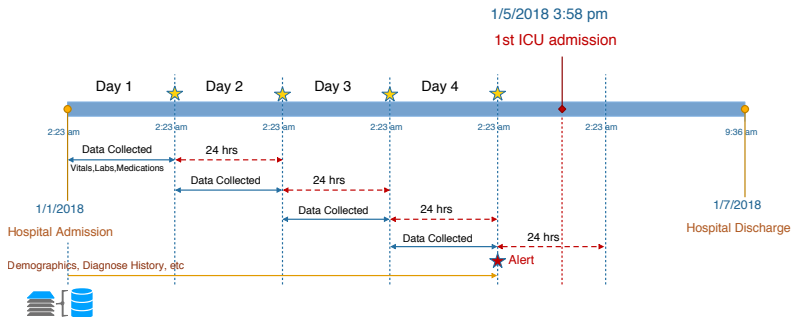 1/5/2018 3:58 pm
1st ICU admission
Day 1
Day 2
Day 3
Day 4
2:23 am
2:23 am
2:23 am
2:23 am
2:23 am
2:23 am
9:36 am
Data Collected
24 hrs
Vitals,Labs,Medications
Data Collected
24 hrs
1/1/2018
Hospital Admission
Data Collected
24 hrs
1/7/2018
Hospital Discharge
Data Collected
24 hrs
Alert
Demographics, Diagnose History, etc